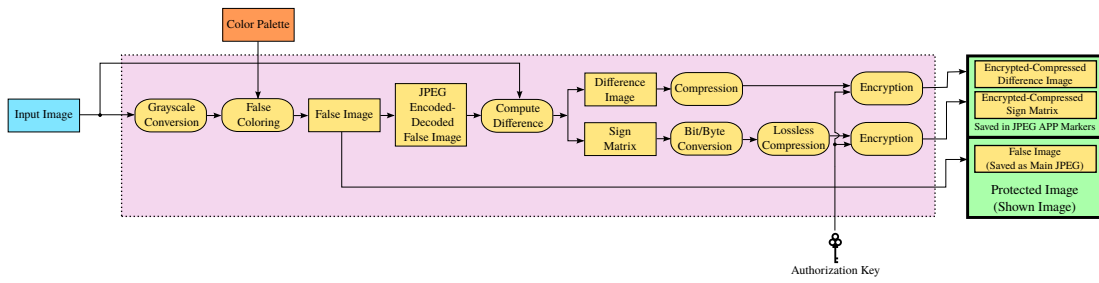 Color Palette
Input Image
Grayscale
Conversion
False
Coloring
False Image
JPEG
Encoded-
Decoded
False Image
Compute
Difference
Difference
Image
Compression
Encryption
Sign
Matrix
Bit/Byte
Conversion
Lossless
Compression
Encryption
Encrypted-Compressed
Difference Image
Encrypted-Compressed
Sign Matrix
Saved in JPEG APP Markers
False Image
(Saved as Main JPEG)
Protected Image
(Shown Image)
Authorization Key